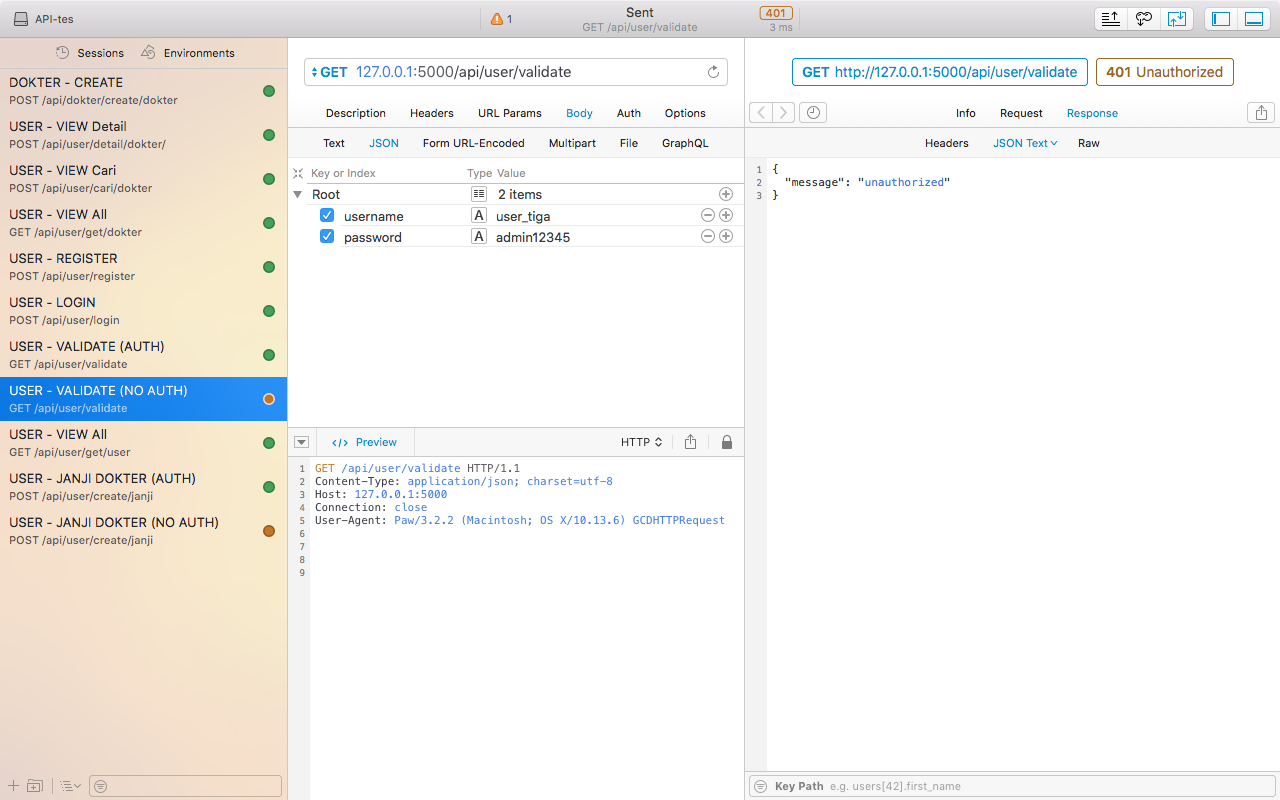 API-tes
1
Sent
GET /api/user/validate
401
3 ms
Sessions
Environments
DOKTER - CREATE
POST /api/dokter/create/dokter
USER - VIEW Detail
POST /api/user/detail/dokter/
USER - VIEW Cari
POST /api/user/cari/dokter
USER - VIEW All
GET /api/user/get/dokter
USER - REGISTER
POST /api/user/register
USER - LOGIN
POST /api/user/login
USER - VALIDATE (AUTH)
GET /api/user/validate
USER - VALIDATE (NO AUTH)
GET /api/user/validate
USER - VIEW All
GET /api/user/get/user
USER - JANJI DOKTER (AUTH)
POST /api/user/create/janji
USER - JANJI DOKTER (NO AUTH)
POST /api/user/create/janji
GET 127.0.0.1:5000/api/user/validate
Description Headers URL Params Body Auth Options
Text JSON Form URL-Encoded Multipart File GraphQL
Key or Index Type Value
Root 2 items
username A user_tiga
password A admin12345
</> Preview HTTP
1 GET /api/user/validate HTTP/1.1
2 Content-Type: application/json; charset=utf-8
3 Host: 127.0.0.1:5000
4 Connection: close
5 User-Agent: Paw/3.2.2 (Macintosh; OS X/10.13.6) GCDHTTPRequest
6
7
8
9
GET http://127.0.0.1:5000/api/user/validate
401 Unauthorized
Info Request Response
Headers JSON Text Raw
1 {
2 "message": "unauthorized"
3 }
Key Path e.g. users[42].first_name